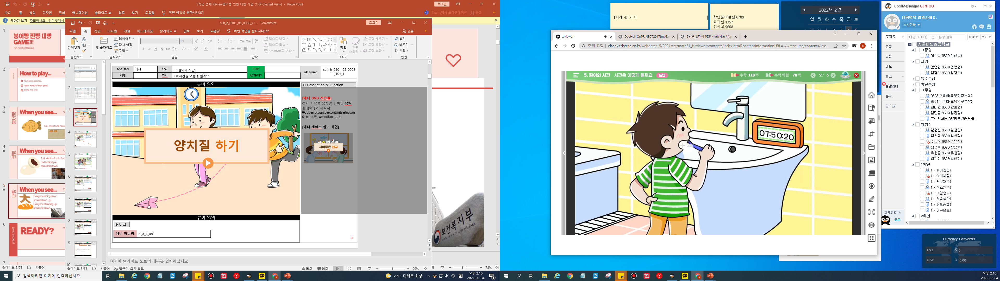 5학년 전체 Review붕어빵 찐빵 대빵 게임 (1)[Protected View] - PowerPoint
로그인
파일 홈 삽입 디자인 전환 애니메이션 슬라이드 쇼 검토 보기 도움말 어떤 작업을 원하시나요?
Teams에서 프레젠테이션 공유
제한된 보기 주의하세요—인터넷에서
1
붕어빵 찐빵 대빵
GAME!!!
FUN FUN READING GAME
2
How to play...
01 You'll see a sentence.
03 붕어빵, 찐빵, 대빵!
3
붕어빵
When you see...
You have to sit down
4
찐빵
When you see...
A student in front of you
and behind you
should sit down.
5
대빵
When you see...
Everyone sitting down
should stand up,
Everyone standing up
should sit down.
6
practice time!
READY?
7
슬라이드 5/78 한국어
suh_h_0301_05_0008_v1 - PowerPoint
로그인
파일 홈 삽입 디자인 전환 애니메이션 슬라이드 쇼 검토 보기 도움말 어떤 작업을 원하시나요?
공유
붙여넣기
클립보드
새 슬라이드
레이아웃
다시 설정
구역
슬라이드
19
글꼴
텍스트 방향
텍스트 맞춤
SmartArt로 변환
단락
정렬
빠른 스타일
도형 채우기
도형 윤곽선
도형 효과
그리기
찾기
바꾸기
선택
편집
1
2
3
4
5
6
7
8
9
10
학년-학기 3-1 단원 5. 길이와 시간 STEP
제재 차시 08 시간을 어떻게 뺄까요 ACTIVITY
File Name suh_h_0301_05_0008
_101_1
뷰어 영역
양치질 하기
뷰어 영역
⊙ 비고
애니 파일명 1_3_1_ani
⊙ Description & Function
[애니 DVD 개발물]
전자 저작물 생각열기 화면 캡쳐
한대희 3-1 지도서
₩app₩resource₩contents₩lesson
01₩ops₩1₩media₩mp4
[애니 게이트 참고 화면]
사이좋은 친구
3
여기에 슬라이드 노트의 내용을 입력하십시오
슬라이드 3/36 한국어 접근성: 조사 필요
메모 메모
99%
78%
보건복지부
MINISTRY OF HEALTH AND WELFARE
검색하려면 여기에 입력하십시오.
-1°C 대체로 화창
오후 2:10
2022-02-04
[사례 4] 기 타
학습준비물실 6789
교과실 1357
전산실 9608
2022년 2월
일 월 화 수 목 금 토
30 31 1 2 3 4 5
JJviewer
DocHdl1OnPRINECT2017tmpTar
5단원_8차시 PDF 자료(지도서).p
주의 요함
ebook.tsherpa.co.kr/webdata/15/2021test/math31_H/viewer/contents/index.html?contentInformationURL=../../resource/contents/less...
5. 길이와 시간 시간은 어떻게 뺄까요 도입
수학 110쪽 수학 익힘 78쪽
2 / 6
07:50:20
CoolMessenger GENTOO
대화명을 입력하세요.
수신가능
조직도
공지
설문
메모
링크
쿨알리미
문자
쿨스쿨
이름(아이디) 또는 그룹명 검색
정렬
크기
서울대도초등학교
교장실
이선옥 9600(이선옥)
교감
염영현 9601(염영현)
김경하 9602(김경하)
특수부장
학년부장
교무실
9603 구경희(교무기획부장)
9604 우경희(교육연구부장)
한미현 9606(한미현)
김민정 9607(김민정)
프린터서버 9605(프린터서버)
행정실
길현선 9690(길현선)
김현정 9691(김현정)
주유진 9692(주유진)
장승희 9693(장승희)
유현정 9694(유현정)
김진기 9695(김진기)
1학년
1 - 1(이진성)
1 - 2(이혜정)
1 - 3(윤재순)
1 - 4(조민수)
1 - 5(임송숙)
1 - 6(송성아)
1 - 7(오승희)
1 - 8(유송효)
2학년
미세먼지
좋음
Currency Converter
USD $ 0
KRW $ 0.00
오후 2:10
2022-02-04